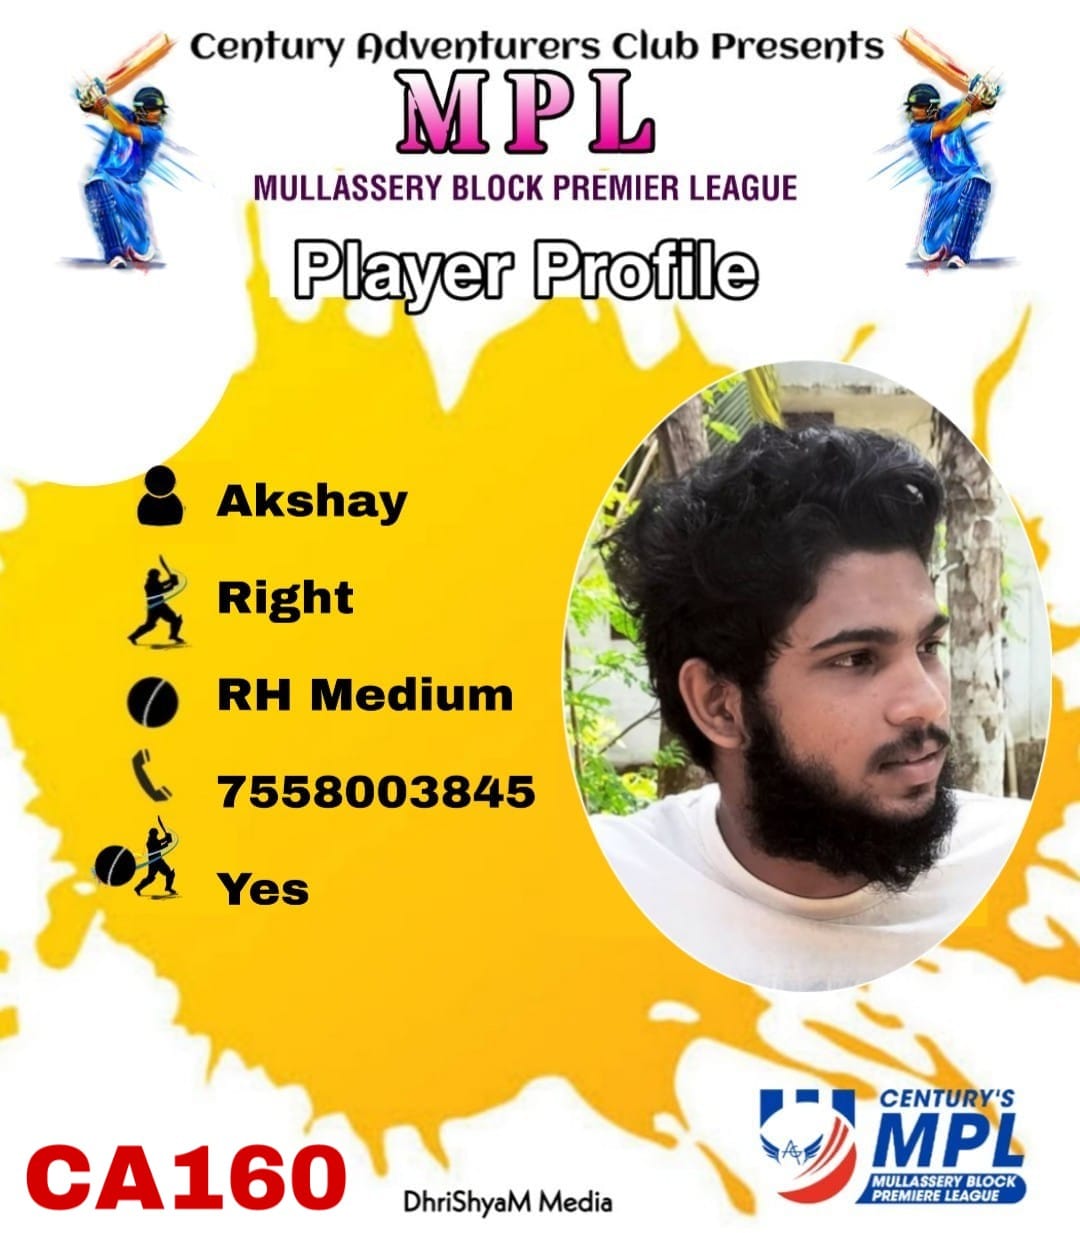 Century Adventurers Club Presents
MPL
MULLASSERY BLOCK PREMIER LEAGUE
Player Profile
Akshay
Right
RH Medium
7558003845
Yes
CA160
DhriShyaM Media
CENTURY'S
MPL
MULLASSERY BLOCK
PREMIERE LEAGUE